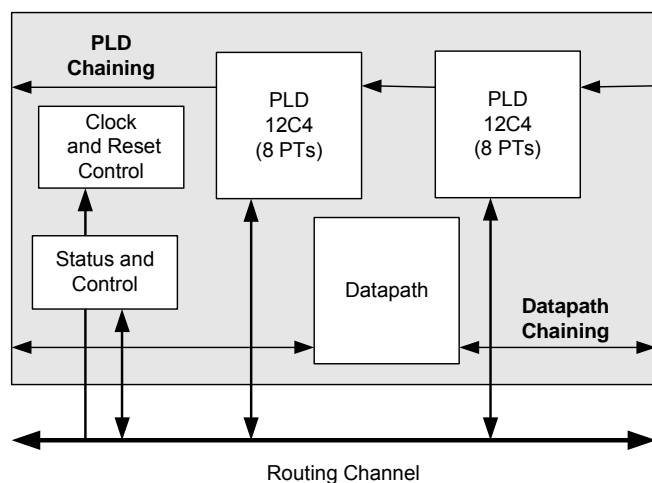 PLD
Chaining
PLD
12C4
(8 PTs)
PLD
12C4
(8 PTs)
Clock
and Reset
Control
Status and
Control
Datapath
Datapath
Chaining
Routing Channel